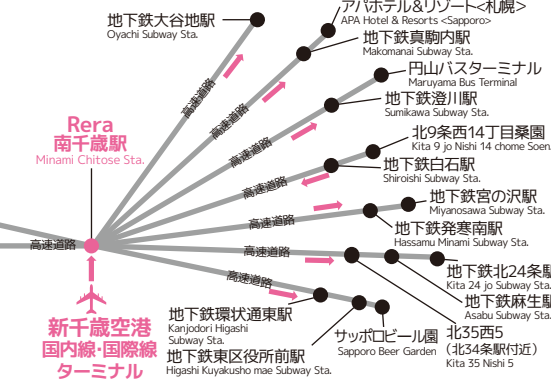 地下鉄大谷地駅
Oyachi Subway Sta.
アパホテル&リゾート<札幌>
APA Hotel & Resorts <Sapporo>
地下鉄真駒内駅
Makomanai Subway Sta.
円山バスターミナル
Maruyama Bus Terminal
地下鉄澄川駅
Sumikawa Subway Sta.
北9条西14丁目桑園
Kita 9 jo Nishi 14 chome Soen
地下鉄白石駅
Shiroishi Subway Sta.
地下鉄宮の沢駅
Miyanosawa Subway Sta.
地下鉄発寒南駅
Hassamu Minami Subway Sta.
地下鉄北24条駅
Kita 24 jo Subway Sta.
地下鉄麻生駅
Asabu Subway Sta.
北35西5
(北34条駅付近)
Kita 35 Nishi 5
サッポロビール園
Sapporo Beer Garden
地下鉄環状通東駅
Kanjodori Higashi
Subway Sta.
地下鉄東区役所前駅
Higashi Kuyakusho mae Subway Sta.
高速道路
高速道路
高速道路
高速道路
高速道路
高速道路
高速道路
高速道路
Rera
南千歳駅
Minami Chitose Sta.
新千歳空港
国内線・国際線
ターミナル